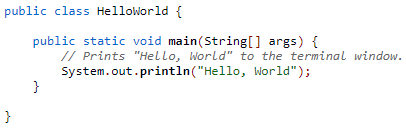 public class HelloWorld {
public static void main(String[] args) {
// Prints "Hello, World" to the terminal window.
System.out.println("Hello, World");
}
}